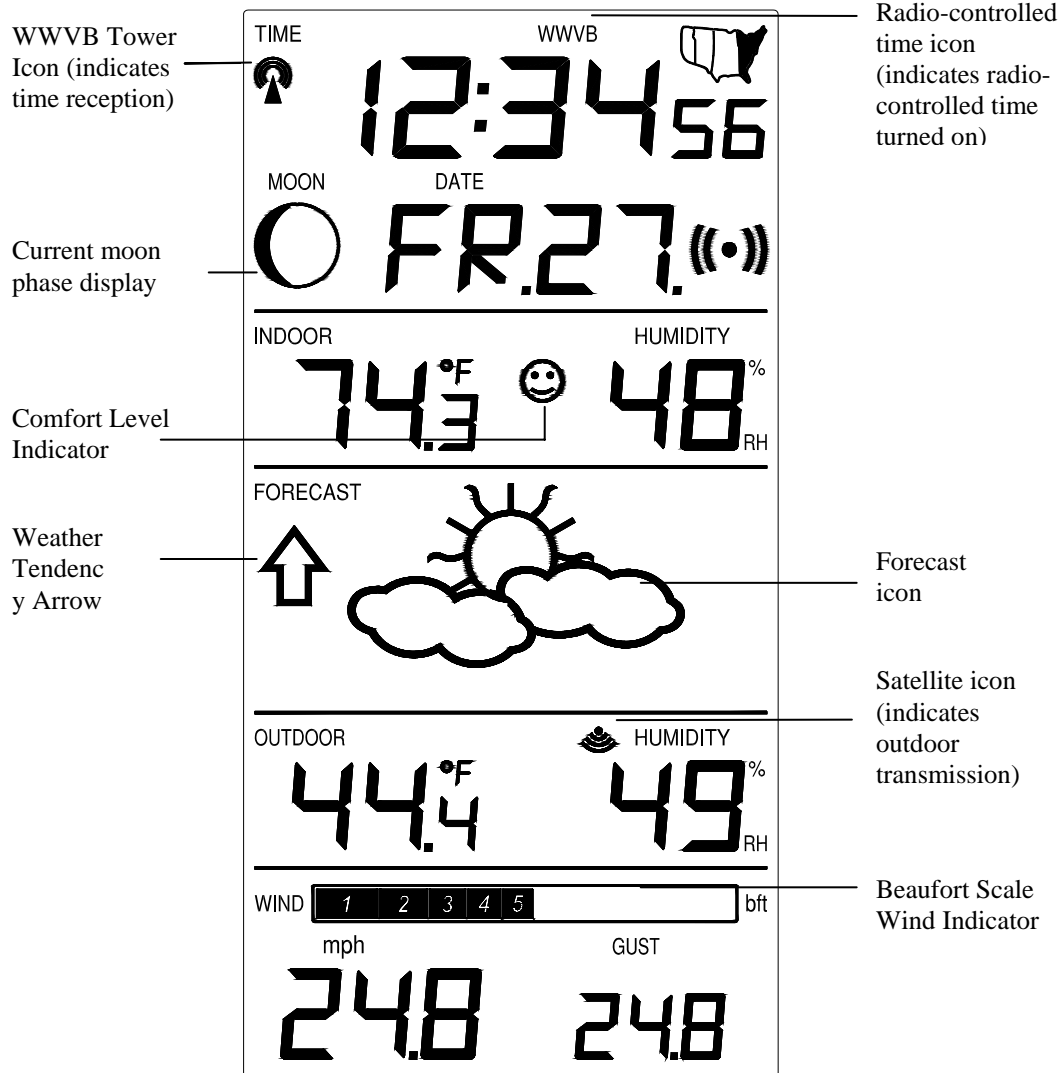 WWVB Tower
Icon (indicates
time reception)
Radio-controlled
time icon
(indicates radio-
controlled time
turned on)
TIME
WWVB
12:34 56
MOON
DATE
FR.27.
Current moon
phase display
INDOOR
HUMIDITY
74.3 °F
48 % RH
Comfort Level
Indicator
FORECAST
Weather
Tendenc
y Arrow
Forecast
icon
Satellite icon
(indicates
outdoor
transmission)
OUTDOOR
HUMIDITY
44.4 °F
49 % RH
WIND 1 2 3 4 5 bft
Beaufort Scale
Wind Indicator
mph
GUST
24.8
24.8